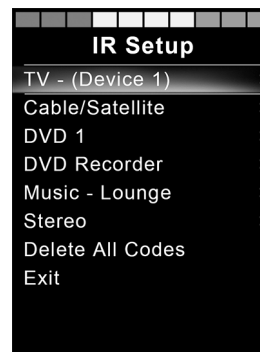 IR Setup
TV - (Device 1)
Cable/Satellite
DVD 1
DVD Recorder
Music - Lounge
Stereo
Delete All Codes
Exit